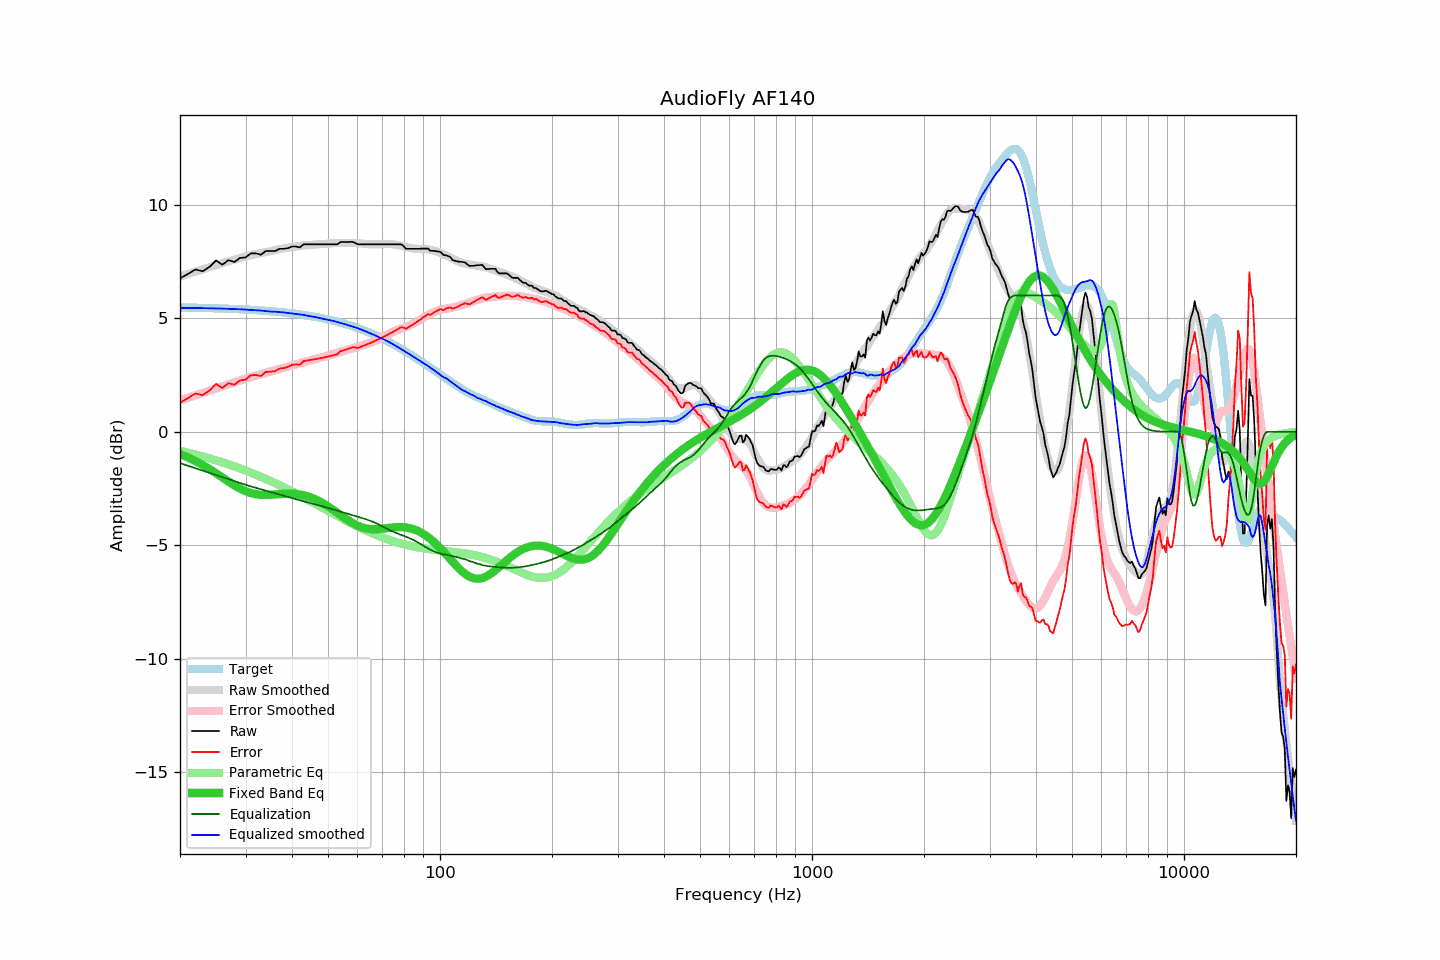 AudioFly AF140
Amplitude (dBr)
10
5
0
−5
−10
−15
Target
Raw Smoothed
Error Smoothed
Raw
Error
Parametric Eq
Fixed Band Eq
Equalization
Equalized smoothed
100
1000
10000
Frequency (Hz)